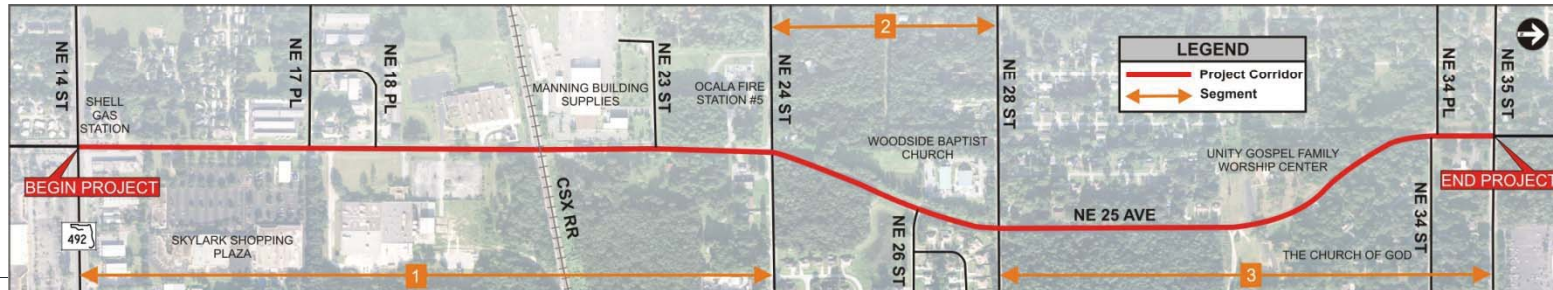 NE 14 ST
SHELL
GAS
STATION
BEGIN PROJECT
492
NE 17 PL
NE 18 PL
SKYLARK SHOPPING
PLAZA
1
CSX RR
MANNING BUILDING
SUPPLIES
NE 23 ST
OCALA FIRE
STATION #5
NE 24 ST
2
WOODSIDE BAPTIST
CHURCH
NE 26 ST
NE 28 ST
LEGEND
Project Corridor
Segment
NE 25 AVE
UNITY GOSPEL FAMILY
WORSHIP CENTER
3
THE CHURCH OF GOD
NE 34 PL
NE 34 ST
NE 35 ST
END PROJECT